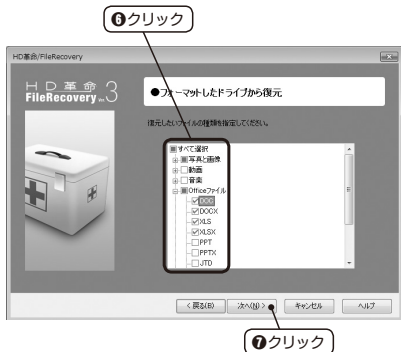 ❻クリック
HD革命/FileRecovery
HD革命
FileRecovery Ver.3
●フォーマットしたドライブから復元
復元したいファイルの種類を指定してください。
すべて選択
写真と画像
動画
音楽
Officeファイル
DOC
DOCX
XLS
XLSX
PPT
PPTX
JTD
< 戻る(B)
次へ(N) >
キャンセル
ヘルプ
❼クリック